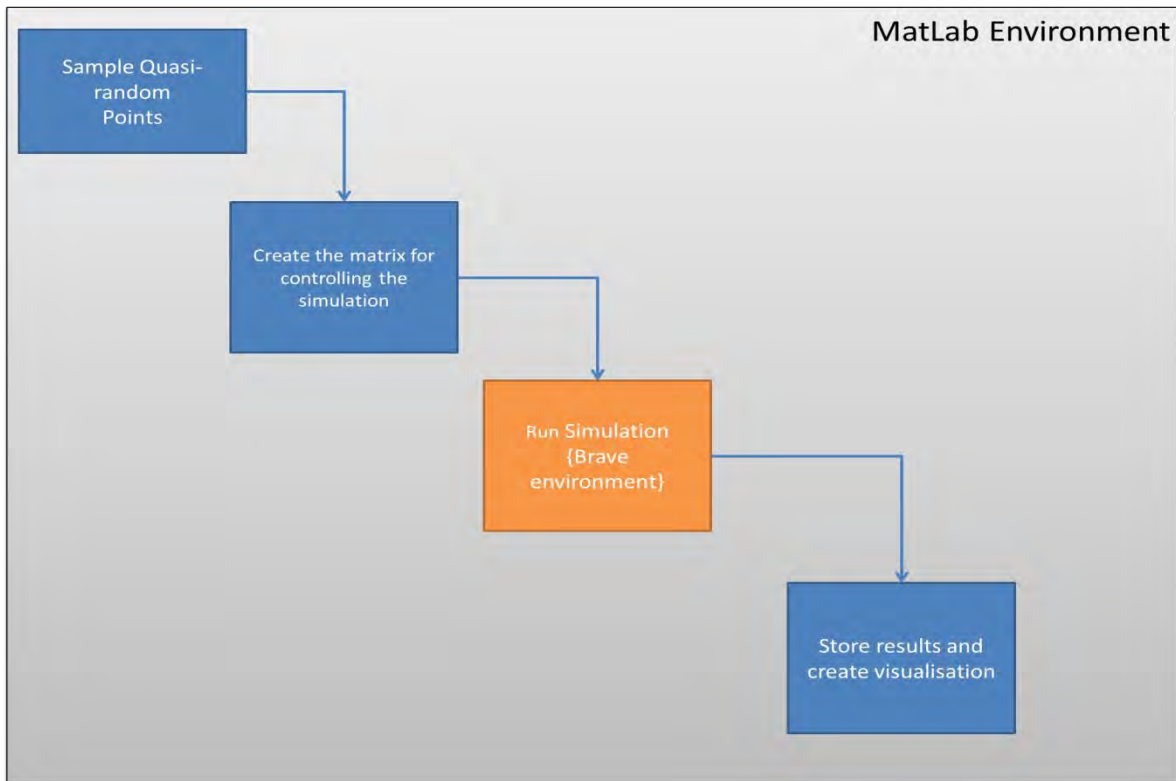 MatLab Environment
Sample Quasi-
random
Points
Create the matrix for
controlling the
simulation
Run Simulation
{Brave
environment}
Store results and
create visualisation